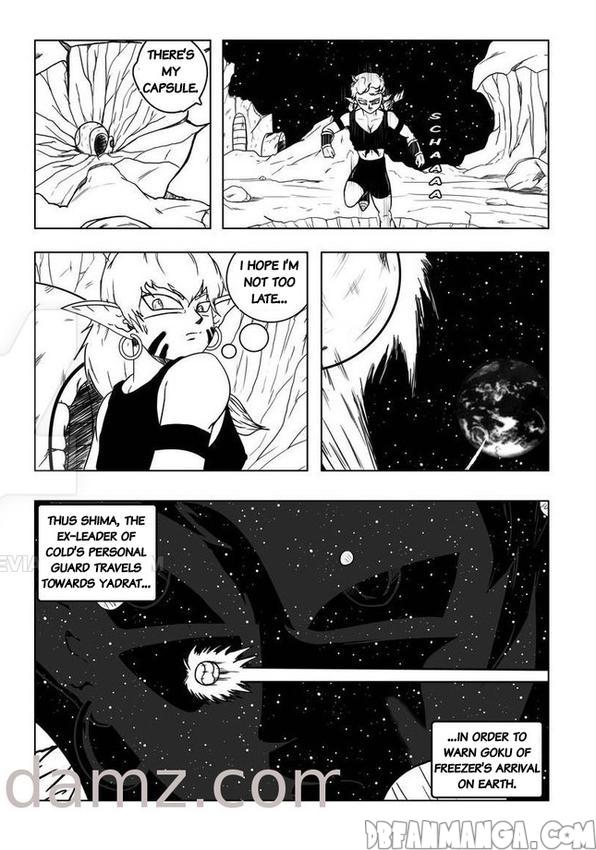 THERE'S
MY
CAPSULE.
SCHAAAA
I HOPE I'M
NOT TOO
LATE...
THUS SHIMA, THE
EX-LEADER OF
COLD'S PERSONAL
GUARD TRAVELS
TOWARDS YADRAT...
...IN ORDER TO
WARN GOKU OF
FREEZER'S ARRIVAL
ON EARTH.
damz.com
DBFANMANGA.COM